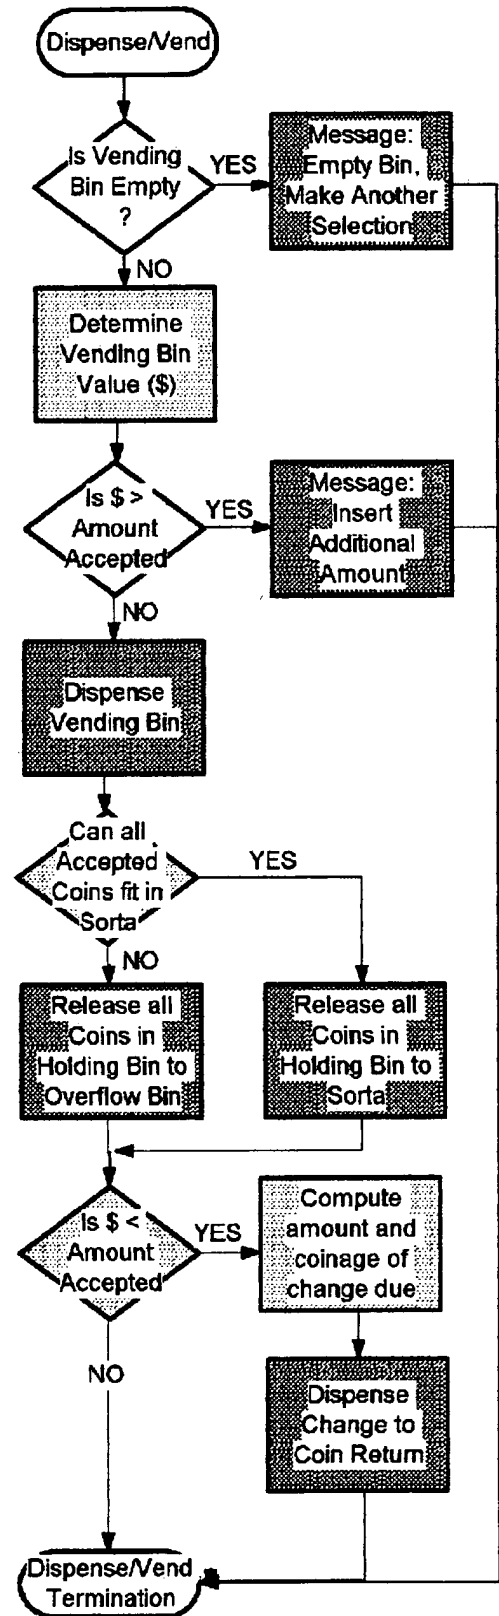 Dispense/Vend
Is Vending
Bin Empty
?
YES
Message:
Empty Bin,
Make Another
Selection
NO
Determine
Vending Bin
Value ($)
Is $ >
Amount
Accepted
YES
Message:
Insert
Additional
Amount
NO
Dispense
Vending Bin
Can all
Accepted
Coins fit in
Sorta
YES
NO
Release all
Coins in
Holding Bin to
Overflow Bin
Release all
Coins in
Holding Bin to
Sorta
Is $ <
Amount
Accepted
YES
Compute
amount and
coinage of
change due
NO
Dispense
Change to
Coin Return
Dispense/Vend
Termination